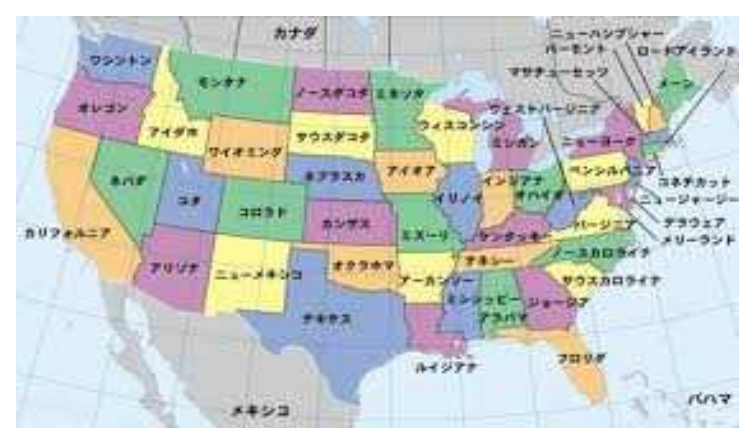 カナダ
ニューハンプシャー
バーモント
ロードアイランド
マサチューセッツ
ワシントン
モンタナ
ノースダコタ
ミネソタ
メーン
オレゴン
アイダホ
ウィスコンシン
ウェストバージニア
ミシガン
ニューヨーク
サウスダコタ
ワイオミング
ペンシルバニア
ネバダ
ユタ
ネブラスカ
アイオア
イリノイ
インジアナ
オハイオ
コネチカット
ニュージャージー
コロラド
カンザス
ミズーリ
ケンタッキー
バージニア
デラウェア
メリーランド
カリフォルニア
アリゾナ
ニューメキシコ
オクラホマ
アーカンソー
テネシー
ノースカロライナ
サウスカロライナ
テキサス
ミシシッピー
アラバマ
ジョージア
ルイジアナ
フロリダ
メキシコ
バハマ